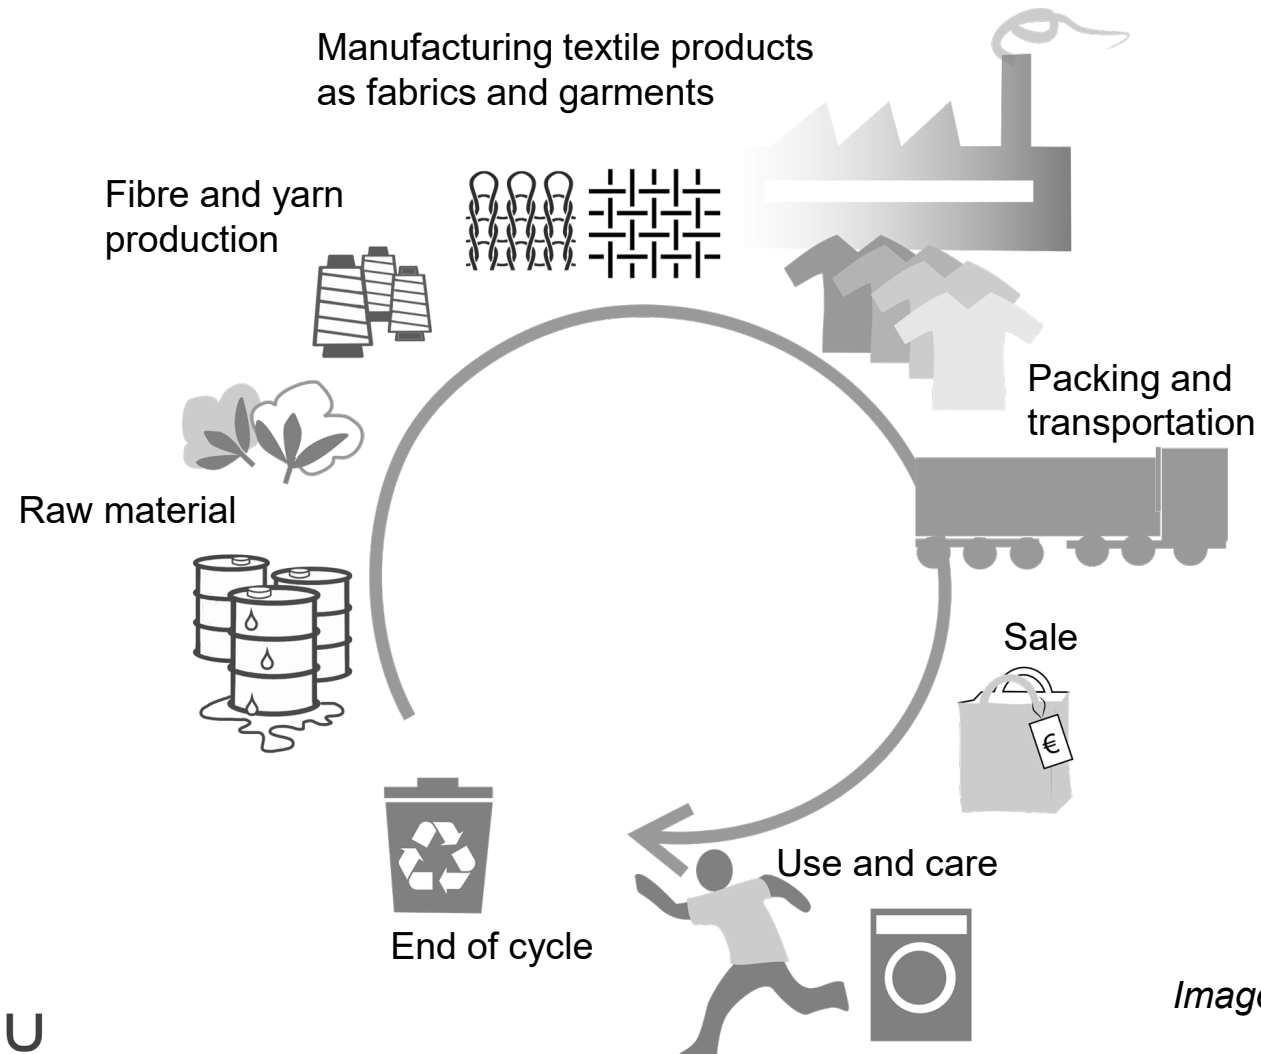 Manufacturing textile products
as fabrics and garments
Fibre and yarn
production
Packing and
transportation
Raw material
Sale
€
Use and care
End of cycle
Image
U